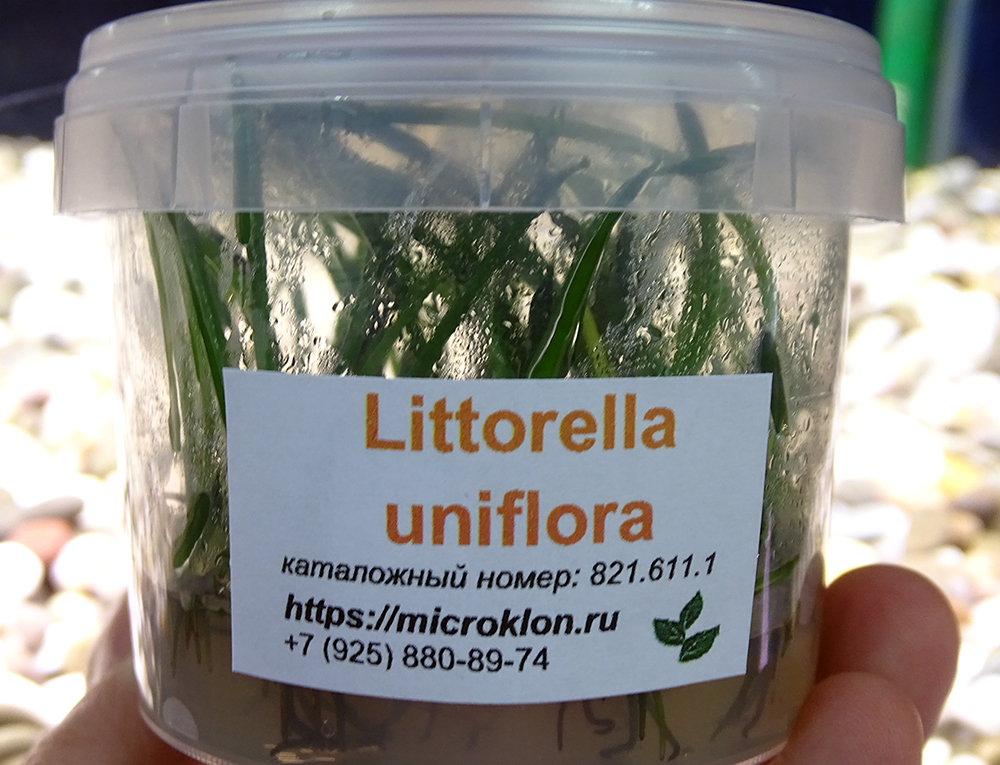 Littorella
uniflora
каталожный номер: 821.611.1
https://microklon.ru
+7 (925) 880-89-74